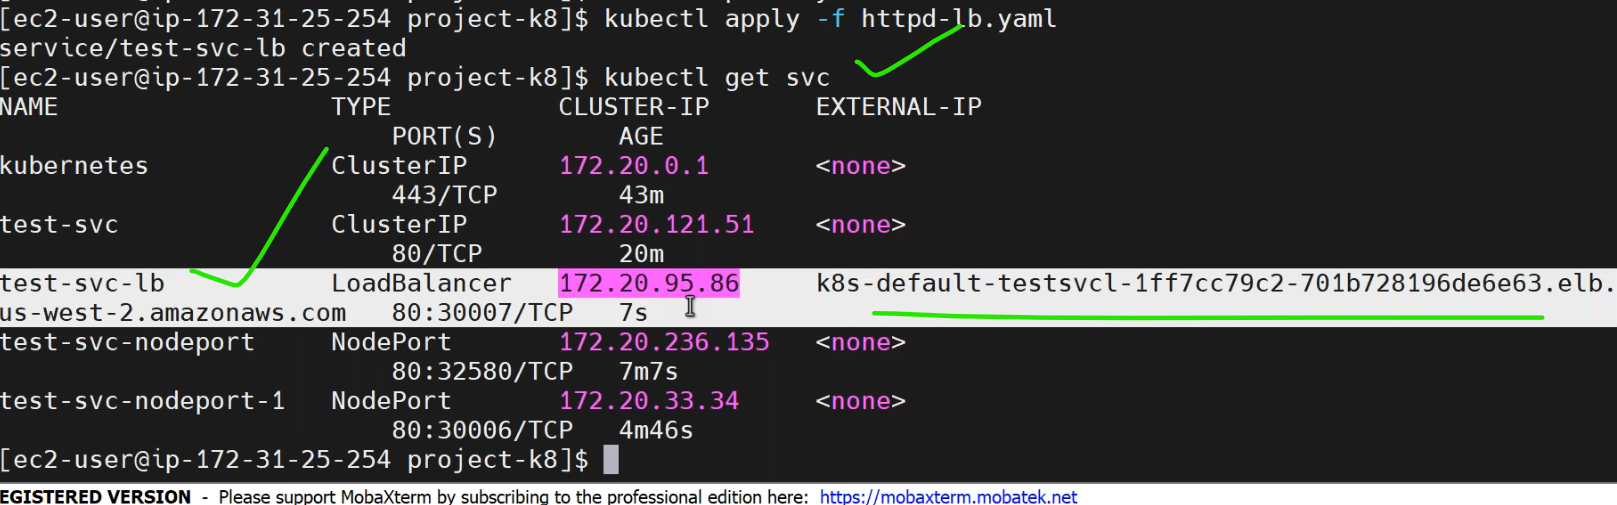 [ec2-user@ip-172-31-25-254 project-k8]$ kubectl apply -f httpd-lb.yaml
service/test-svc-lb created
[ec2-user@ip-172-31-25-254 project-k8]$ kubectl get svc
NAME                  TYPE           CLUSTER-IP       EXTERNAL-IP
                          PORT(S)        AGE
kubernetes            ClusterIP      172.20.0.1       <none>
                          443/TCP        43m
test-svc              ClusterIP      172.20.121.51    <none>
                          80/TCP         20m
test-svc-lb           LoadBalancer   172.20.95.86     k8s-default-testsvcl-1ff7cc79c2-701b728196de6e63.elb.
us-west-2.amazonaws.com   80:30007/TCP   7s
test-svc-nodeport     NodePort       172.20.236.135   <none>
                          80:32580/TCP   7m7s
test-svc-nodeport-1   NodePort       172.20.33.34     <none>
                          80:30006/TCP   4m46s
[ec2-user@ip-172-31-25-254 project-k8]$
EGISTERED VERSION - Please support MobaXterm by subscribing to the professional edition here: https://mobaxterm.mobatek.net